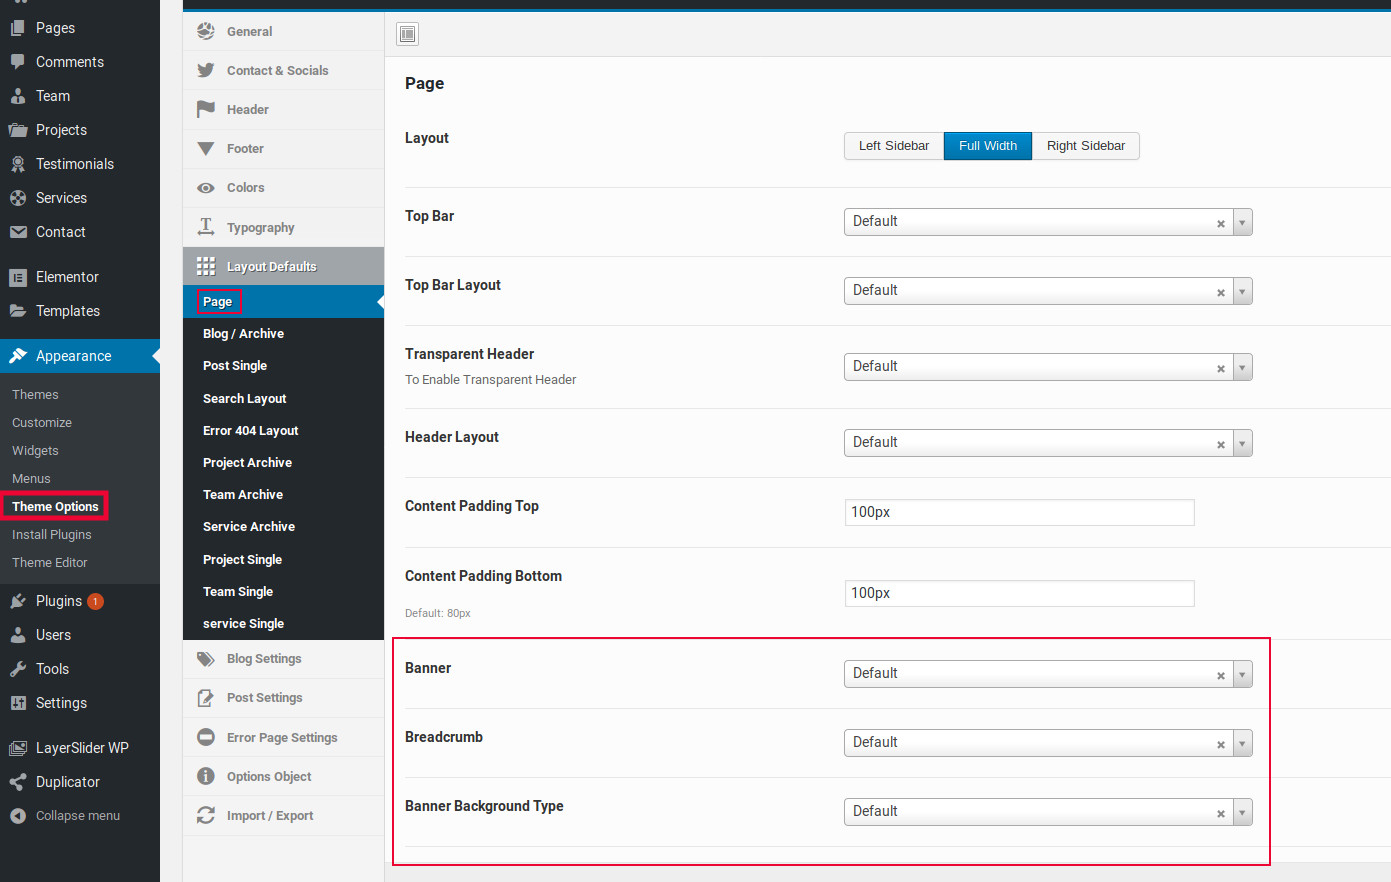 Pages
Comments
Team
Projects
Testimonials
Services
Contact
Elementor
Templates
Appearance
Themes
Customize
Widgets
Menus
Theme Options
Install Plugins
Theme Editor
Plugins 1
Users
Tools
Settings
LayerSlider WP
Duplicator
Collapse menu
General
Contact & Socials
Header
Footer
Colors
Typography
Layout Defaults
Page
Blog / Archive
Post Single
Search Layout
Error 404 Layout
Project Archive
Team Archive
Service Archive
Project Single
Team Single
service Single
Blog Settings
Post Settings
Error Page Settings
Options Object
Import / Export
Page
Layout
Left Sidebar Full Width Right Sidebar
Top Bar
Default
Top Bar Layout
Default
Transparent Header
To Enable Transparent Header
Default
Header Layout
Default
Content Padding Top
100px
Content Padding Bottom
Default: 80px
100px
Banner
Default
Breadcrumb
Default
Banner Background Type
Default